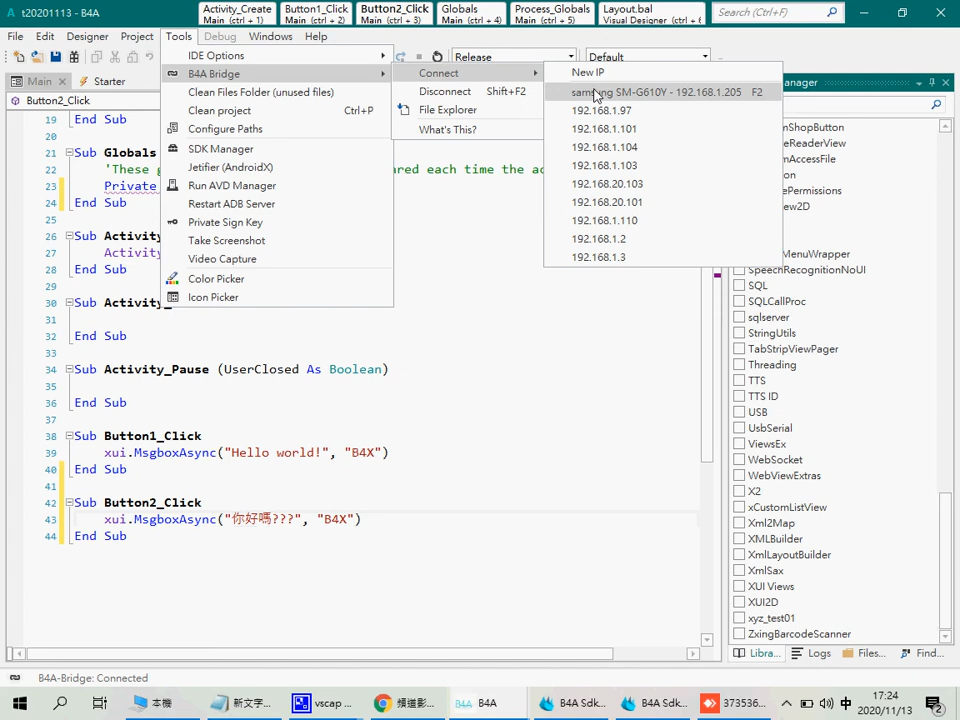 t20201113 - B4A
Activity_Create
Main (ctrl + 1)
Button1_Click
Main (ctrl + 2)
Button2_Click
Main (ctrl + 3)
Globals
Main (ctrl + 4)
Process_Globals
Main (ctrl + 5)
Layout.bal
Visual Designer (ctrl + 6)
Search (Ctrl+F)
File Edit Designer Project Tools Debug Windows Help
Release
Default
Main
Starter
Button2_Click
IDE Options
B4A Bridge
Clean Files Folder (unused files)
Clean project Ctrl+P
Configure Paths
SDK Manager
Jetifier (AndroidX)
Run AVD Manager
Restart ADB Server
Private Sign Key
Take Screenshot
Video Capture
Color Picker
Icon Picker
Connect
Disconnect Shift+F2
File Explorer
What's This?
New IP
samsung SM-G610Y - 192.168.1.205 F2
192.168.1.97
192.168.1.101
192.168.1.104
192.168.1.103
192.168.20.103
192.168.20.101
192.168.1.110
192.168.1.2
192.168.1.3
19 End Sub
20
21 Sub Globals
22 'These g ared each time the ac
23 Private
24 End Sub
25
26 Sub Activity
27 Activity
28 End Sub
29
30 Sub Activity_
31
32 End Sub
33
34 Sub Activity_Pause (UserClosed As Boolean)
35
36 End Sub
37
38 Sub Button1_Click
39 xui.MsgboxAsync("Hello world!", "B4X")
40 End Sub
41
42 Sub Button2_Click
43 xui.MsgboxAsync("你好嗎???", "B4X")
44 End Sub
anager
mShopButton
eReaderView
mAccessFile
on
ePermissions
ew2D
MenuWrapper
SpeechRecognitionNoUI
SQL
SQLCallProc
sqlserver
StringUtils
TabStripViewPager
Threading
TTS
TTS ID
USB
UsbSerial
ViewsEx
WebSocket
WebViewExtras
X2
xCustomListView
Xml2Map
XMLBuilder
XmlLayoutBuilder
XmlSax
XUI Views
XUI2D
xyz_test01
ZxingBarcodeScanner
Libra... Logs Files... Find...
B4A-Bridge: Connected
本機
新文字...
vscap ...
頻道影...
B4A
B4A Sdk...
B4A Sdk...
373536...
中
17:24
2020/11/13
2